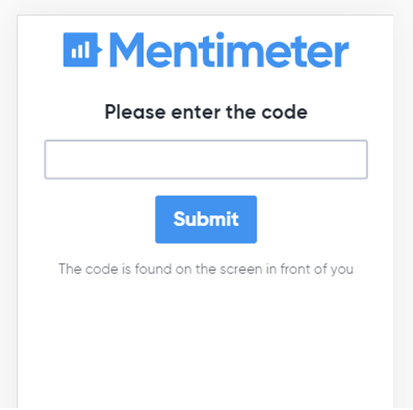 Mentimeter
Please enter the code
Submit
The code is found on the screen in front of you